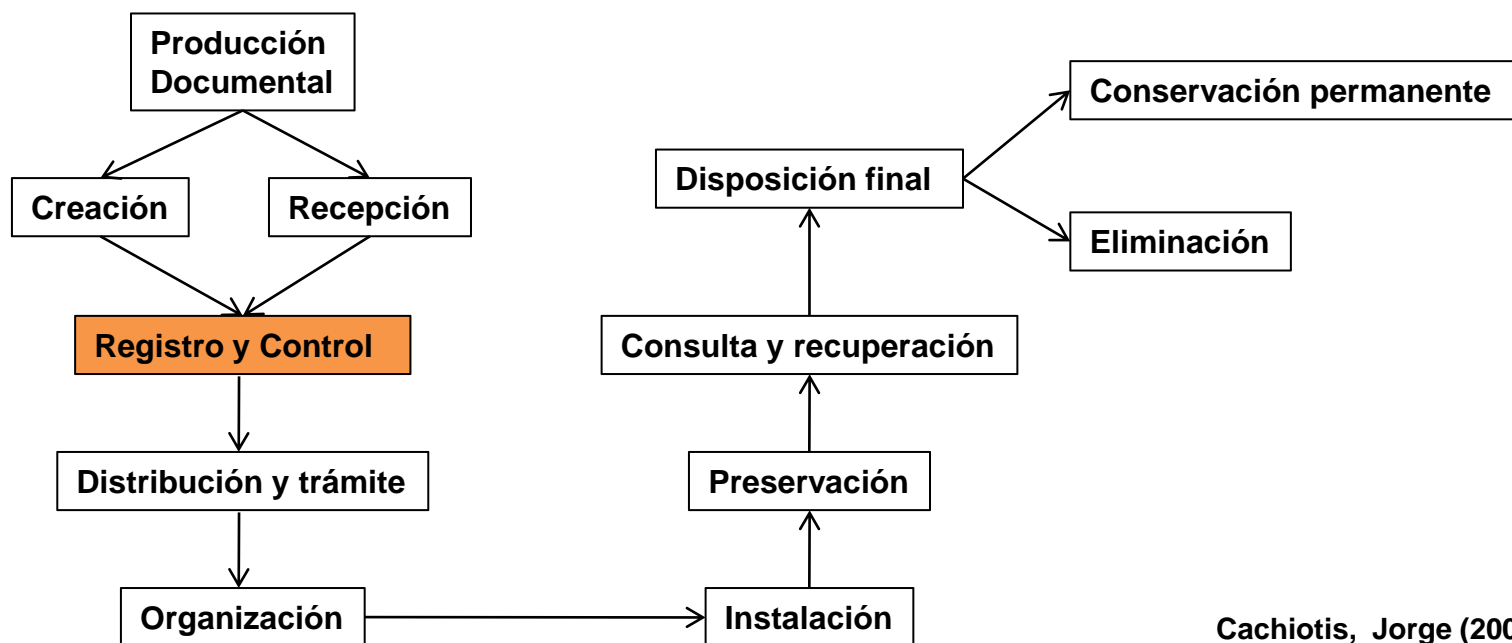 Producción
Documental
Creación
Recepción
Registro y Control
Distribución y trámite
Organización
Instalación
Preservación
Consulta y recuperación
Disposición final
Conservación permanente
Eliminación
Cachiotis, Jorge (200